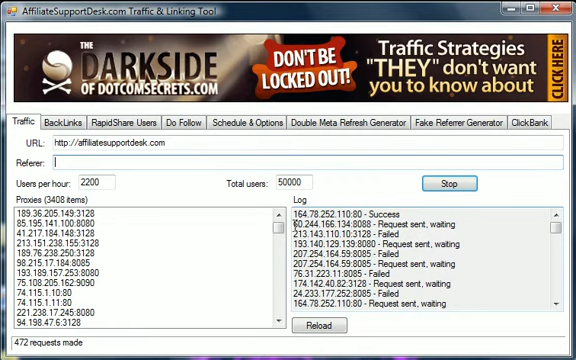 AffiliateSupportDesk.com Traffic & Linking Tool
THE
DARKSIDE
OF DOTCOMSECRETS.COM
DON'T BE
LOCKED OUT!
Traffic Strategies
"THEY" don't want
you to know about
CLICK HERE
Traffic BackLinks RapidShare Users Do Follow Schedule & Options Double Meta Refresh Generator Fake Referrer Generator ClickBank
URL: http://affiliatesupportdesk.com
Referer:
Users per hour: 2200 Total users: 50000 Stop
Proxies (3408 items)
189.36.205.149:3128
85.195.141.100:8080
41.217.184.148:3128
213.151.238.155:3128
189.76.238.250:3128
98.215.17.184:8085
193.189.157.253:8080
75.108.205.162:9090
74.115.1.10:80
74.115.1.11:80
221.238.17.245:8080
94.198.47.6:3128
Log
164.78.252.110:80 - Success
60.244.166.134:8088 - Request sent, waiting
213.143.110.10:3128 - Failed
193.140.129.139:8080 - Request sent, waiting
207.254.164.59:8085 - Failed
207.254.164.59:8085 - Request sent, waiting
76.31.223.11:8085 - Failed
174.142.40.82:3128 - Request sent, waiting
24.233.177.252:8085 - Failed
164.78.252.110:80 - Request sent, waiting
Reload
472 requests made